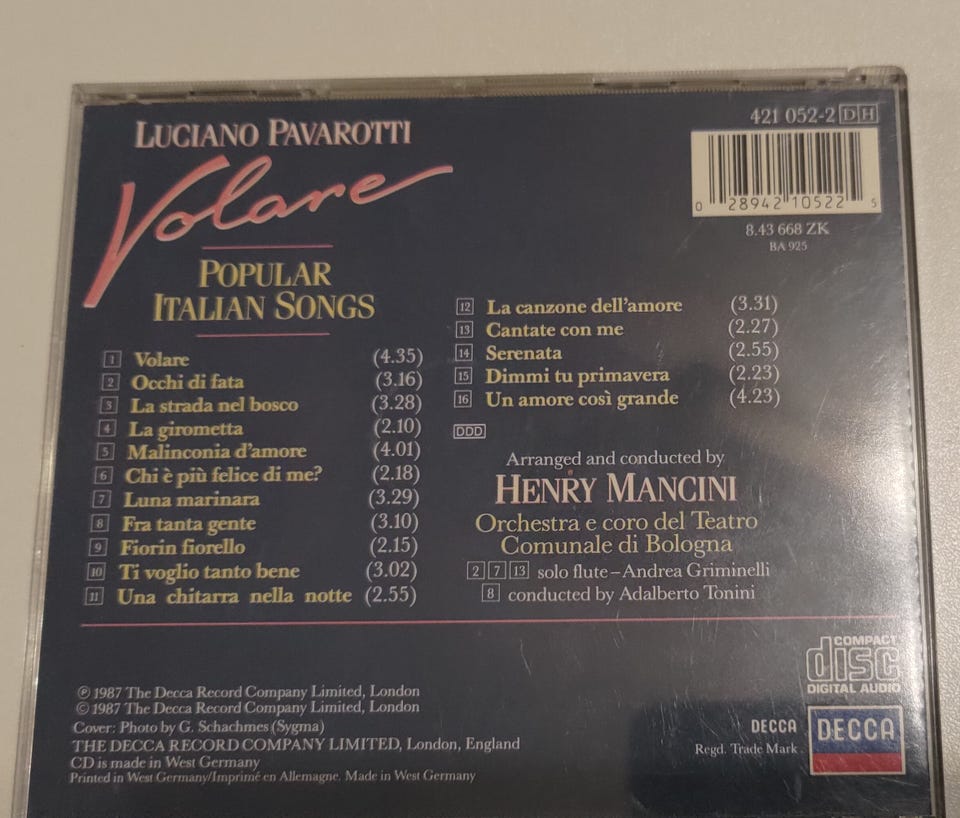 LUCIANO PAVAROTTI
Volare
POPULAR
ITALIAN SONGS
1 Volare (4.35)
2 Occhi di fata (3.16)
3 La strada nel bosco (3.28)
4 La girometta (2.10)
5 Malinconia d'amore (4.01)
6 Chi è più felice di me? (2.18)
7 Luna marinara (3.29)
8 Fra tanta gente (3.10)
9 Fiorin fiorello (2.15)
10 Ti voglio tanto bene (3.02)
11 Una chitarra nella notte (2.55)
421 052-2 DH
0 28942 10522 5
8.43 668 ZK
BA 925
12 La canzone dell'amore (3.31)
13 Cantate con me (2.27)
14 Serenata (2.55)
15 Dimmi tu primavera (2.23)
16 Un amore così grande (4.23)
DDD
Arranged and conducted by
HENRY MANCINI
Orchestra e coro del Teatro
Comunale di Bologna
2 7 13 solo flute – Andrea Griminelli
8 conducted by Adalberto Tonini
℗ 1987 The Decca Record Company Limited, London
© 1987 The Decca Record Company Limited, London
Cover: Photo by G. Schachmes (Sygma)
THE DECCA RECORD COMPANY LIMITED, London, England
CD is made in West Germany
Printed in West Germany/Imprimé en Allemagne. Made in West Germany
COMPACT
disc
DIGITAL AUDIO
DECCA
Regd. Trade Mark
DECCA